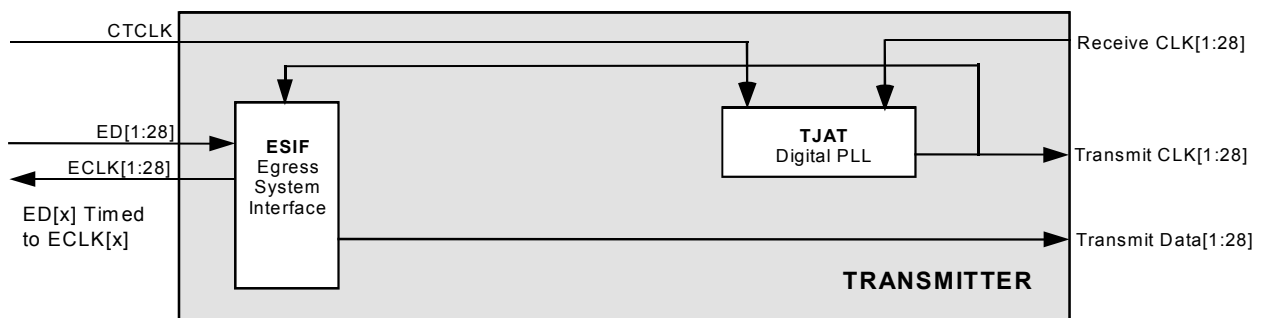 CTCLK
Receive CLK[1:28]
ED[1:28]
ECLK[1:28]
ESIF
Egress
System
Interface
TJAT
Digital PLL
Transmit CLK[1:28]
ED[x] Timed
to ECLK[x]
Transmit Data[1:28]
TRANSMITTER